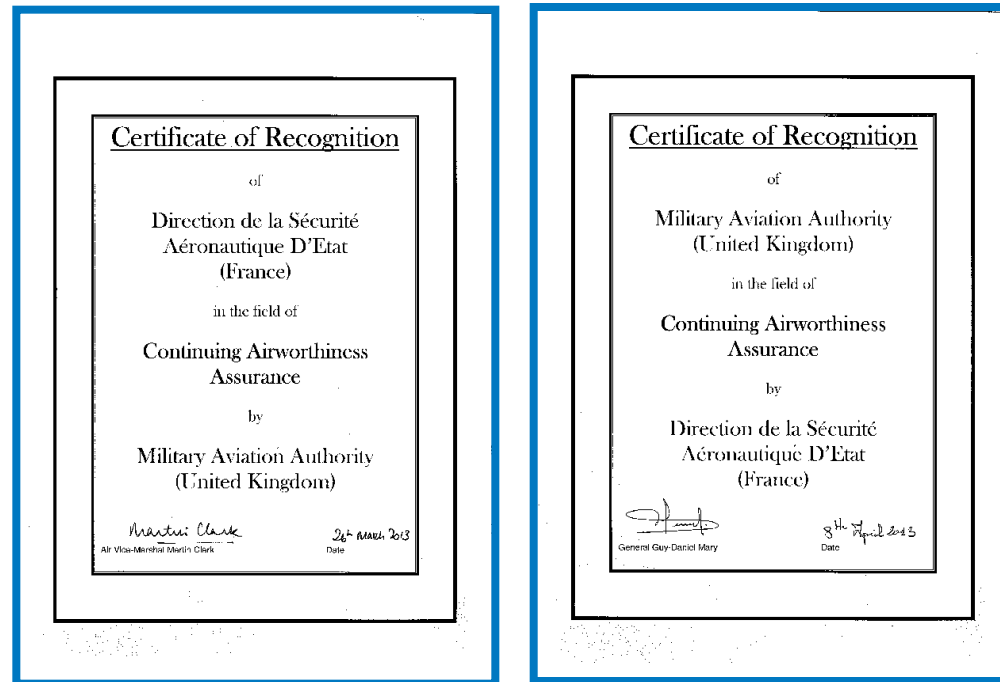 Certificate of Recognition
of
Direction de la Sécurité
Aéronautique D'Etat
(France)
in the field of
Continuing Airworthiness
Assurance
by
Military Aviation Authority
(United Kingdom)
Martin Clark
26th March 2013
Air Vice-Marshal Martin Clark
Date
Certificate of Recognition
of
Military Aviation Authority
(United Kingdom)
in the field of
Continuing Airworthiness
Assurance
by
Direction de la Sécurité
Aéronautique D'Etat
(France)
8th April 2013
General Guy-Daniel Mary
Date